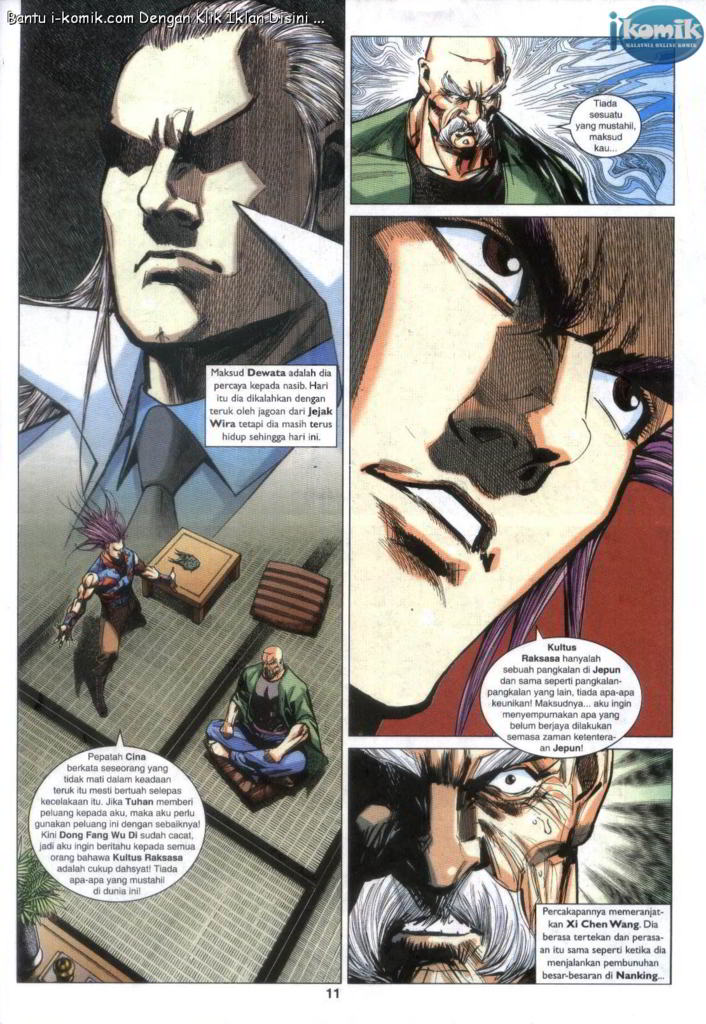 Bantu i-komik.com Dengan Klik Iklan Disini ...
ikomik
MALAYSIA ONLINE KOMIK
Maksud Dewata adalah dia
percaya kepada nasib. Hari
itu dia dikalahkan dengan
teruk oleh jagoan dari Jejak
Wira tetapi dia masih terus
hidup sehingga hari ini.
Pepatah Cina
berkata seseorang yang
tidak mati dalam keadaan
teruk itu mesti bertuah selepas
kecelakaan itu. Jika Tuhan memberi
peluang kepada aku, maka aku perlu
gunakan peluang ini dengan sebaiknya!
Kini Dong Fang Wu Di sudah cacat,
jadi aku ingin beritahu kepada semua
orang bahawa Kultus Raksasa
adalah cukup dahsyat! Tiada
apa-apa yang mustahil
di dunia ini!
Tiada
sesuatu
yang mustahil,
maksud
kau...
Kultus
Raksasa hanyalah
sebuah pangkalan di Jepun
dan sama seperti pangkalan-
pangkalan yang lain, tiada apa-apa
keunikan! Maksudnya... aku ingin
menyempurnakan apa yang
belum berjaya dilakukan
semasa zaman ketentera-
an Jepun!
Percakapannya memeranjat-
kan Xi Chen Wang. Dia
berasa tertekan dan perasa-
an itu sama seperti ketika dia
menjalankan pembunuhan
besar-besaran di Nanking...
11